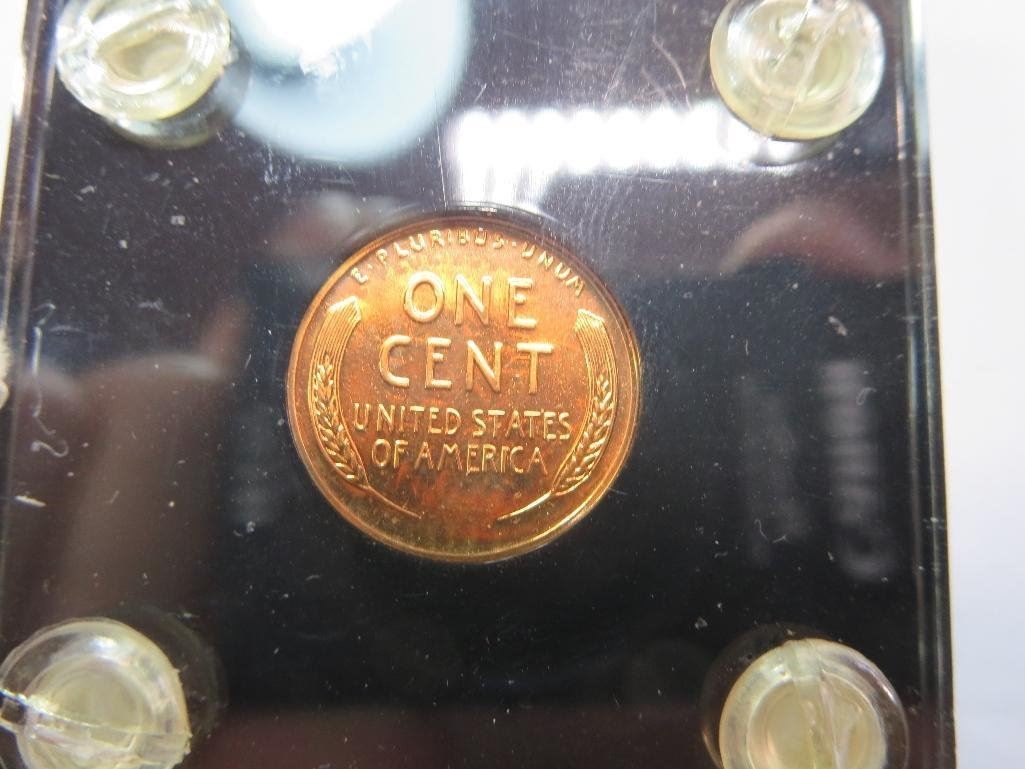 E · PLURIBUS · UNUM
ONE
CENT
UNITED STATES
OF AMERICA